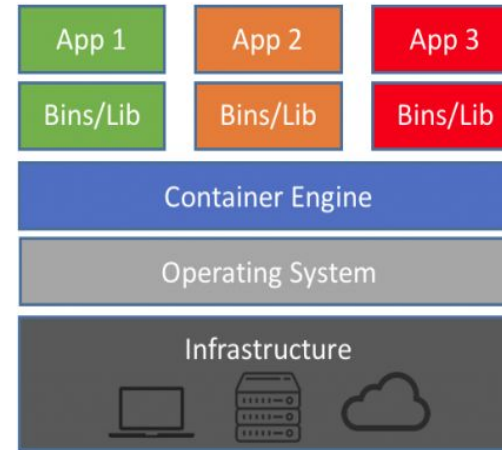 App 1 App 2 App 3
Bins/Lib Bins/Lib Bins/Lib
Container Engine
Operating System
Infrastructure